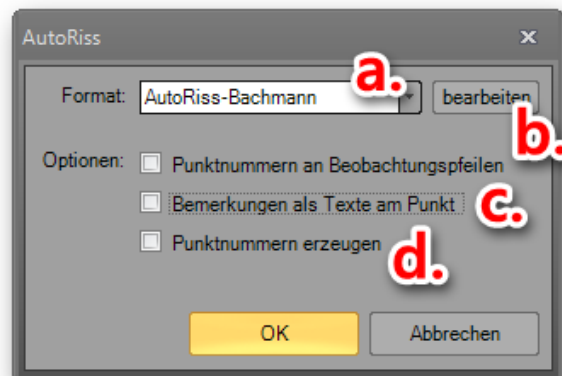 AutoRiss
Format: AutoRiss-Bachmann a. bearbeiten
b.
Optionen: Punktnummern an Beobachtungspfeilen
Bemerkungen als Texte am Punkt c.
Punktnummern erzeugen d.
OK Abbrechen